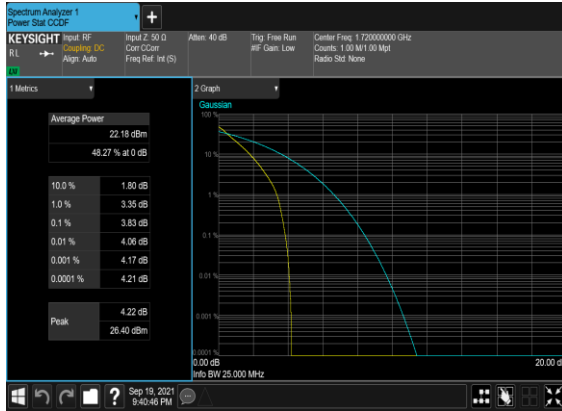 Spectrum Analyzer 1
Power Stat CCDF
+
KEYSIGHT
RL
LU
Input: RF
Coupling: DC
Align: Auto
Input Z: 50 Ω
Corr CCorr
Freq Ref: Int (S)
Atten: 40 dB
Trig: Free Run
#IF Gain: Low
Center Freq: 1.720000000 GHz
Counts: 1.00 M/1.00 Mpt
Radio Std: None
1 Metrics
Average Power
22.18 dBm
48.27 % at 0 dB
10.0 % 1.80 dB
1.0 % 3.35 dB
0.1 % 3.83 dB
0.01 % 4.06 dB
0.001 % 4.17 dB
0.0001 % 4.21 dB
Peak
4.22 dB
26.40 dBm
2 Graph
Gaussian
100 %
10 %
1 %
0.1 %
0.01 %
0.001 %
0.0001 %
0.00 dB
20.00 d
Info BW 25.000 MHz
?
Sep 19, 2021
9:40:46 PM